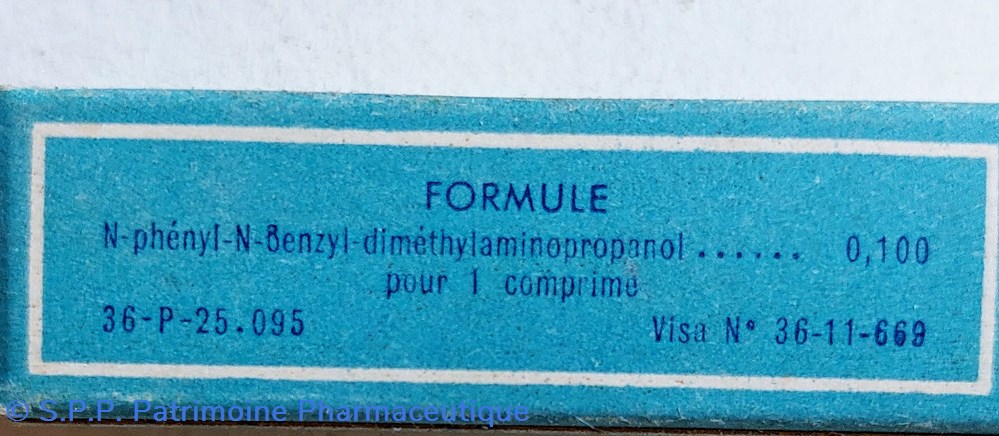 FORMULE
N-phényl-N-Benzyl-diméthylaminopropanol ...... 0,100
pour 1 comprimé
36-P-25.095 Visa N° 36-11-669
© S.P.P. Patrimoine Pharmaceutique